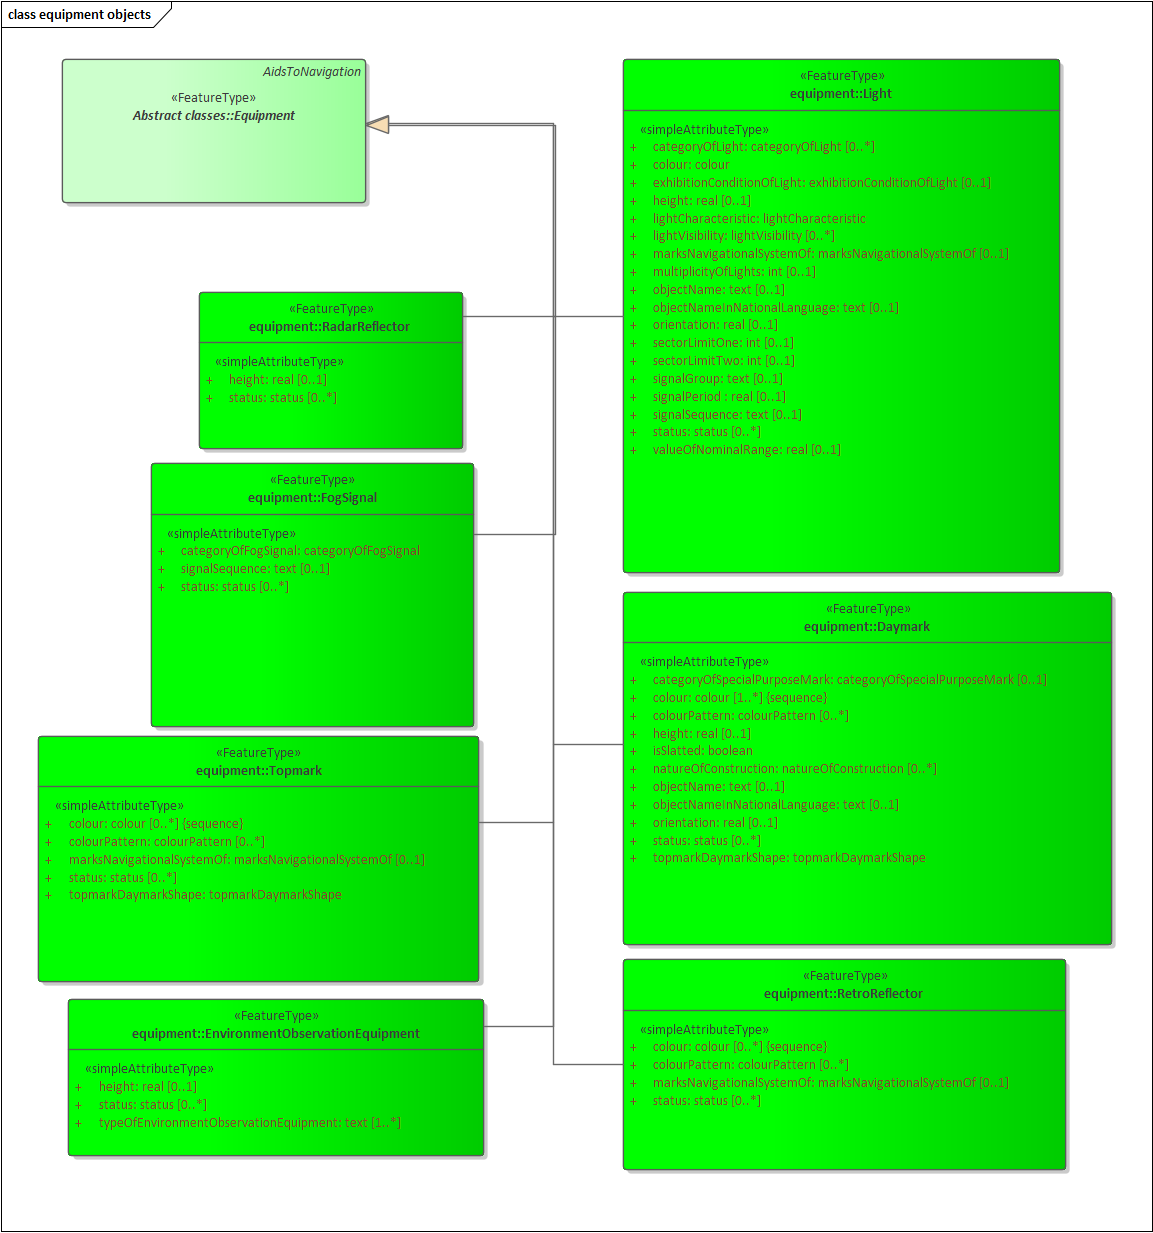 class equipment objects
AidsToNavigation
«FeatureType»
Abstract classes::Equipment
«FeatureType»
equipment::Light
«simpleAttributeType»
+ categoryOfLight: categoryOfLight [0..*]
+ colour: colour
+ exhibitionConditionOfLight: exhibitionConditionOfLight [0..1]
+ height: real [0..1]
+ lightCharacteristic: lightCharacteristic
+ lightVisibility: lightVisibility [0..*]
+ marksNavigationalSystemOf: marksNavigationalSystemOf [0..1]
+ multiplicityOfLights: int [0..1]
+ objectName: text [0..1]
+ objectNameInNationalLanguage: text [0..1]
+ orientation: real [0..1]
+ sectorLimitOne: int [0..1]
+ sectorLimitTwo: int [0..1]
+ signalGroup: text [0..1]
+ signalPeriod : real [0..1]
+ signalSequence: text [0..1]
+ status: status [0..*]
+ valueOfNominalRange: real [0..1]
«FeatureType»
equipment::RadarReflector
«simpleAttributeType»
+ height: real [0..1]
+ status: status [0..*]
«FeatureType»
equipment::FogSignal
«simpleAttributeType»
+ categoryOfFogSignal: categoryOfFogSignal
+ signalSequence: text [0..1]
+ status: status [0..*]
«FeatureType»
equipment::Daymark
«simpleAttributeType»
+ categoryOfSpecialPurposeMark: categoryOfSpecialPurposeMark [0..1]
+ colour: colour [1..*] {sequence}
+ colourPattern: colourPattern [0..*]
+ height: real [0..1]
+ isSlatted: boolean
+ natureOfConstruction: natureOfConstruction [0..*]
+ objectName: text [0..1]
+ objectNameInNationalLanguage: text [0..1]
+ orientation: real [0..1]
+ status: status [0..*]
+ topmarkDaymarkShape: topmarkDaymarkShape
«FeatureType»
equipment::Topmark
«simpleAttributeType»
+ colour: colour [0..*] {sequence}
+ colourPattern: colourPattern [0..*]
+ marksNavigationalSystemOf: marksNavigationalSystemOf [0..1]
+ status: status [0..*]
+ topmarkDaymarkShape: topmarkDaymarkShape
«FeatureType»
equipment::RetroReflector
«simpleAttributeType»
+ colour: colour [0..*] {sequence}
+ colourPattern: colourPattern [0..*]
+ marksNavigationalSystemOf: marksNavigationalSystemOf [0..1]
+ status: status [0..*]
«FeatureType»
equipment::EnvironmentObservationEquipment
«simpleAttributeType»
+ height: real [0..1]
+ status: status [0..*]
+ typeOfEnvironmentObservationEquipment: text [1..*]